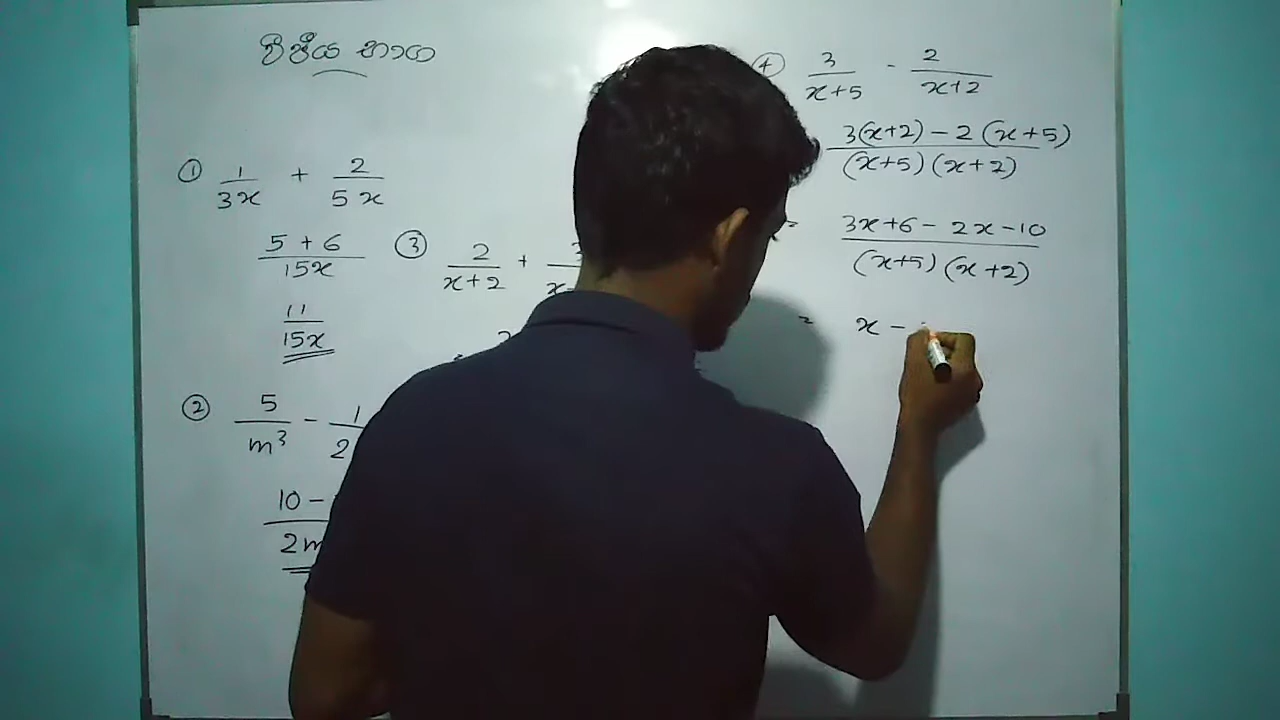 වීජීය භාග
① 1/3x + 2/5x
5 + 6/15x
11/15x
② 5/m³ - 1/2
10 -/2m
③ 2/x+2 + 
④ 3/x+5 - 2/x+2
3(x+2) - 2(x+5)/(x+5)(x+2)
= 3x+6 - 2x - 10/(x+5)(x+2)
= x -